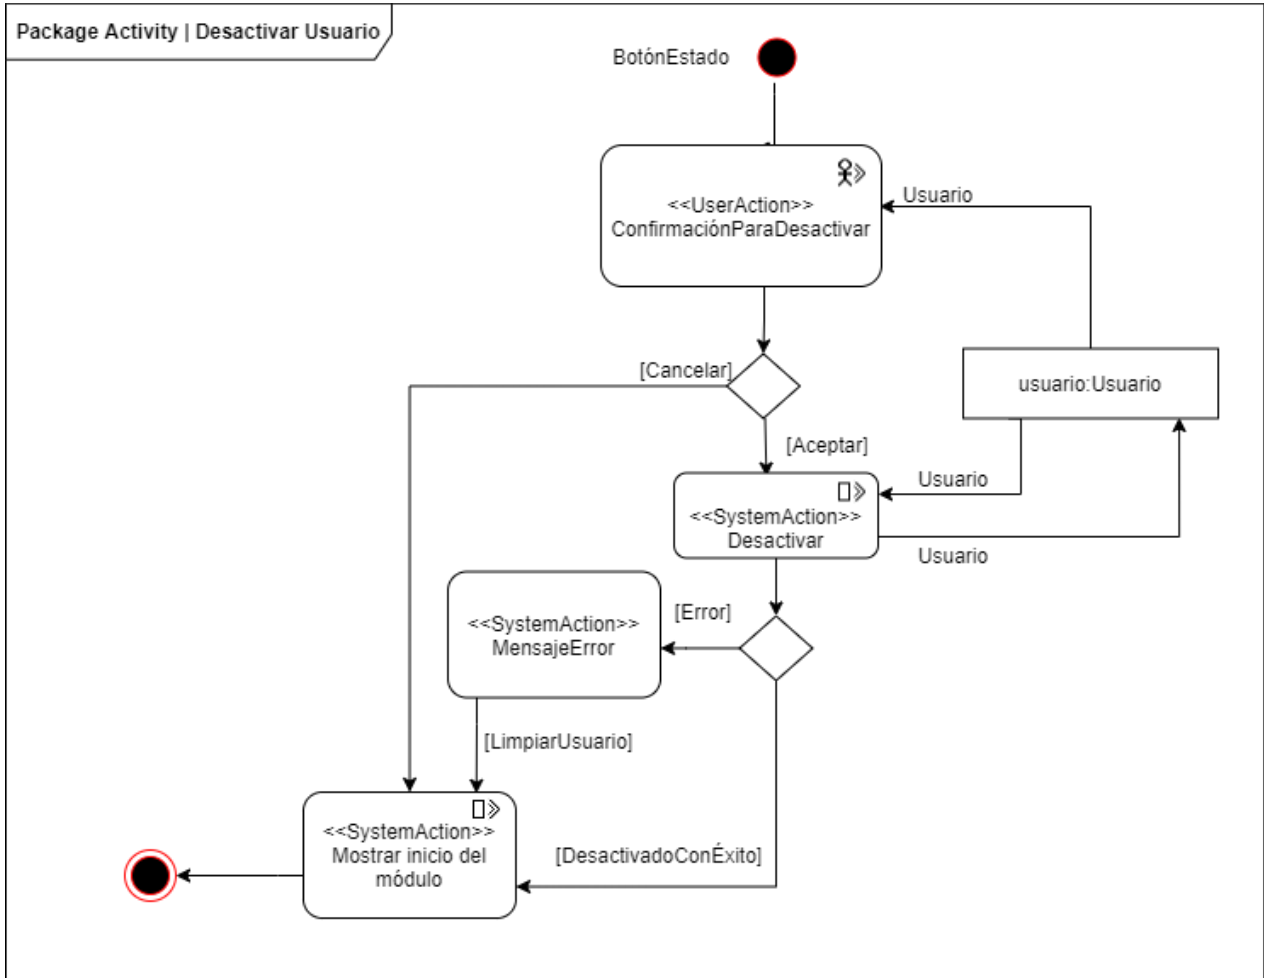 Package Activity | Desactivar Usuario
BotónEstado
<<UserAction>>
ConfirmaciónParaDesactivar
Usuario
[Cancelar]
usuario:Usuario
[Aceptar]
Usuario
<<SystemAction>>
Desactivar
Usuario
[Error]
<<SystemAction>>
MensajeError
[LimpiarUsuario]
<<SystemAction>>
Mostrar inicio del
módulo
[DesactivadoConÉxito]